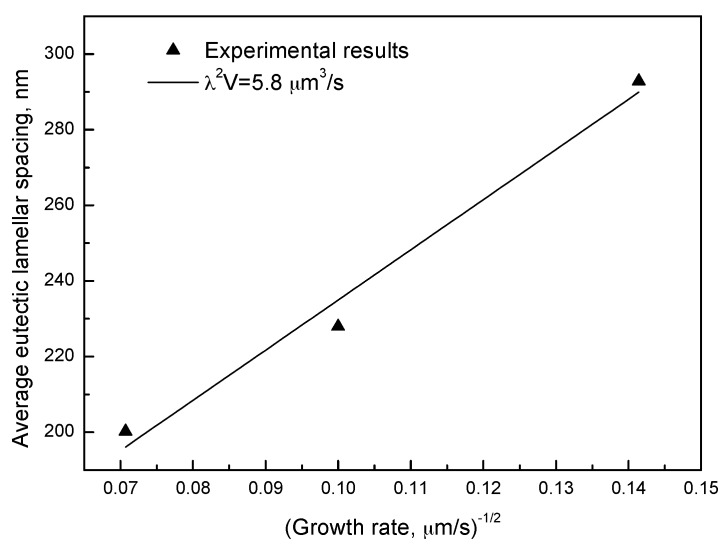 Experimental results
λ²V=5.8 μm³/s
Average eutectic lamellar spacing, nm
300
280
260
240
220
200
0.07 0.08 0.09 0.10 0.11 0.12 0.13 0.14 0.15
(Growth rate, μm/s)⁻¹/²